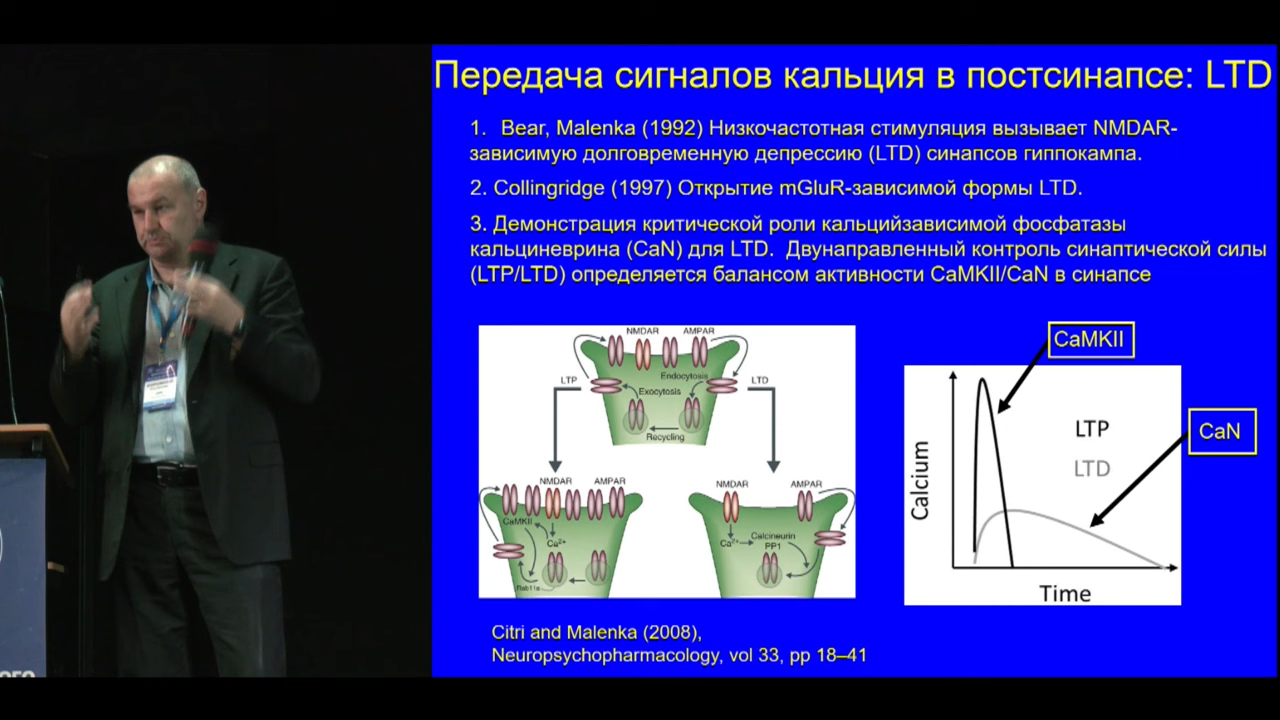 Передача сигналов кальция в постсинапсе: LTD
1. Bear, Malenka (1992) Низкочастотная стимуляция вызывает NMDAR-
зависимую долговременную депрессию (LTD) синапсов гиппокампа.
2. Collingridge (1997) Открытие mGluR-зависимой формы LTD.
3. Демонстрация критической роли кальцийзависимой фосфатазы
кальциневрина (CaN) для LTD. Двунаправленный контроль синаптической силы
(LTP/LTD) определяется балансом активности CaMKII/CaN в синапсе
NMDAR AMPAR
LTP
Endocytosis
LTD
Exocytosis
Recycling
NMDAR AMPAR
CaMKII
Ca2+
Rab11a
NMDAR AMPAR
Ca2+
Calcineurin
PP1
CaMKII
CaN
LTP
LTD
Calcium
Time
Citri and Malenka (2008),
Neuropsychopharmacology, vol 33, pp 18–41